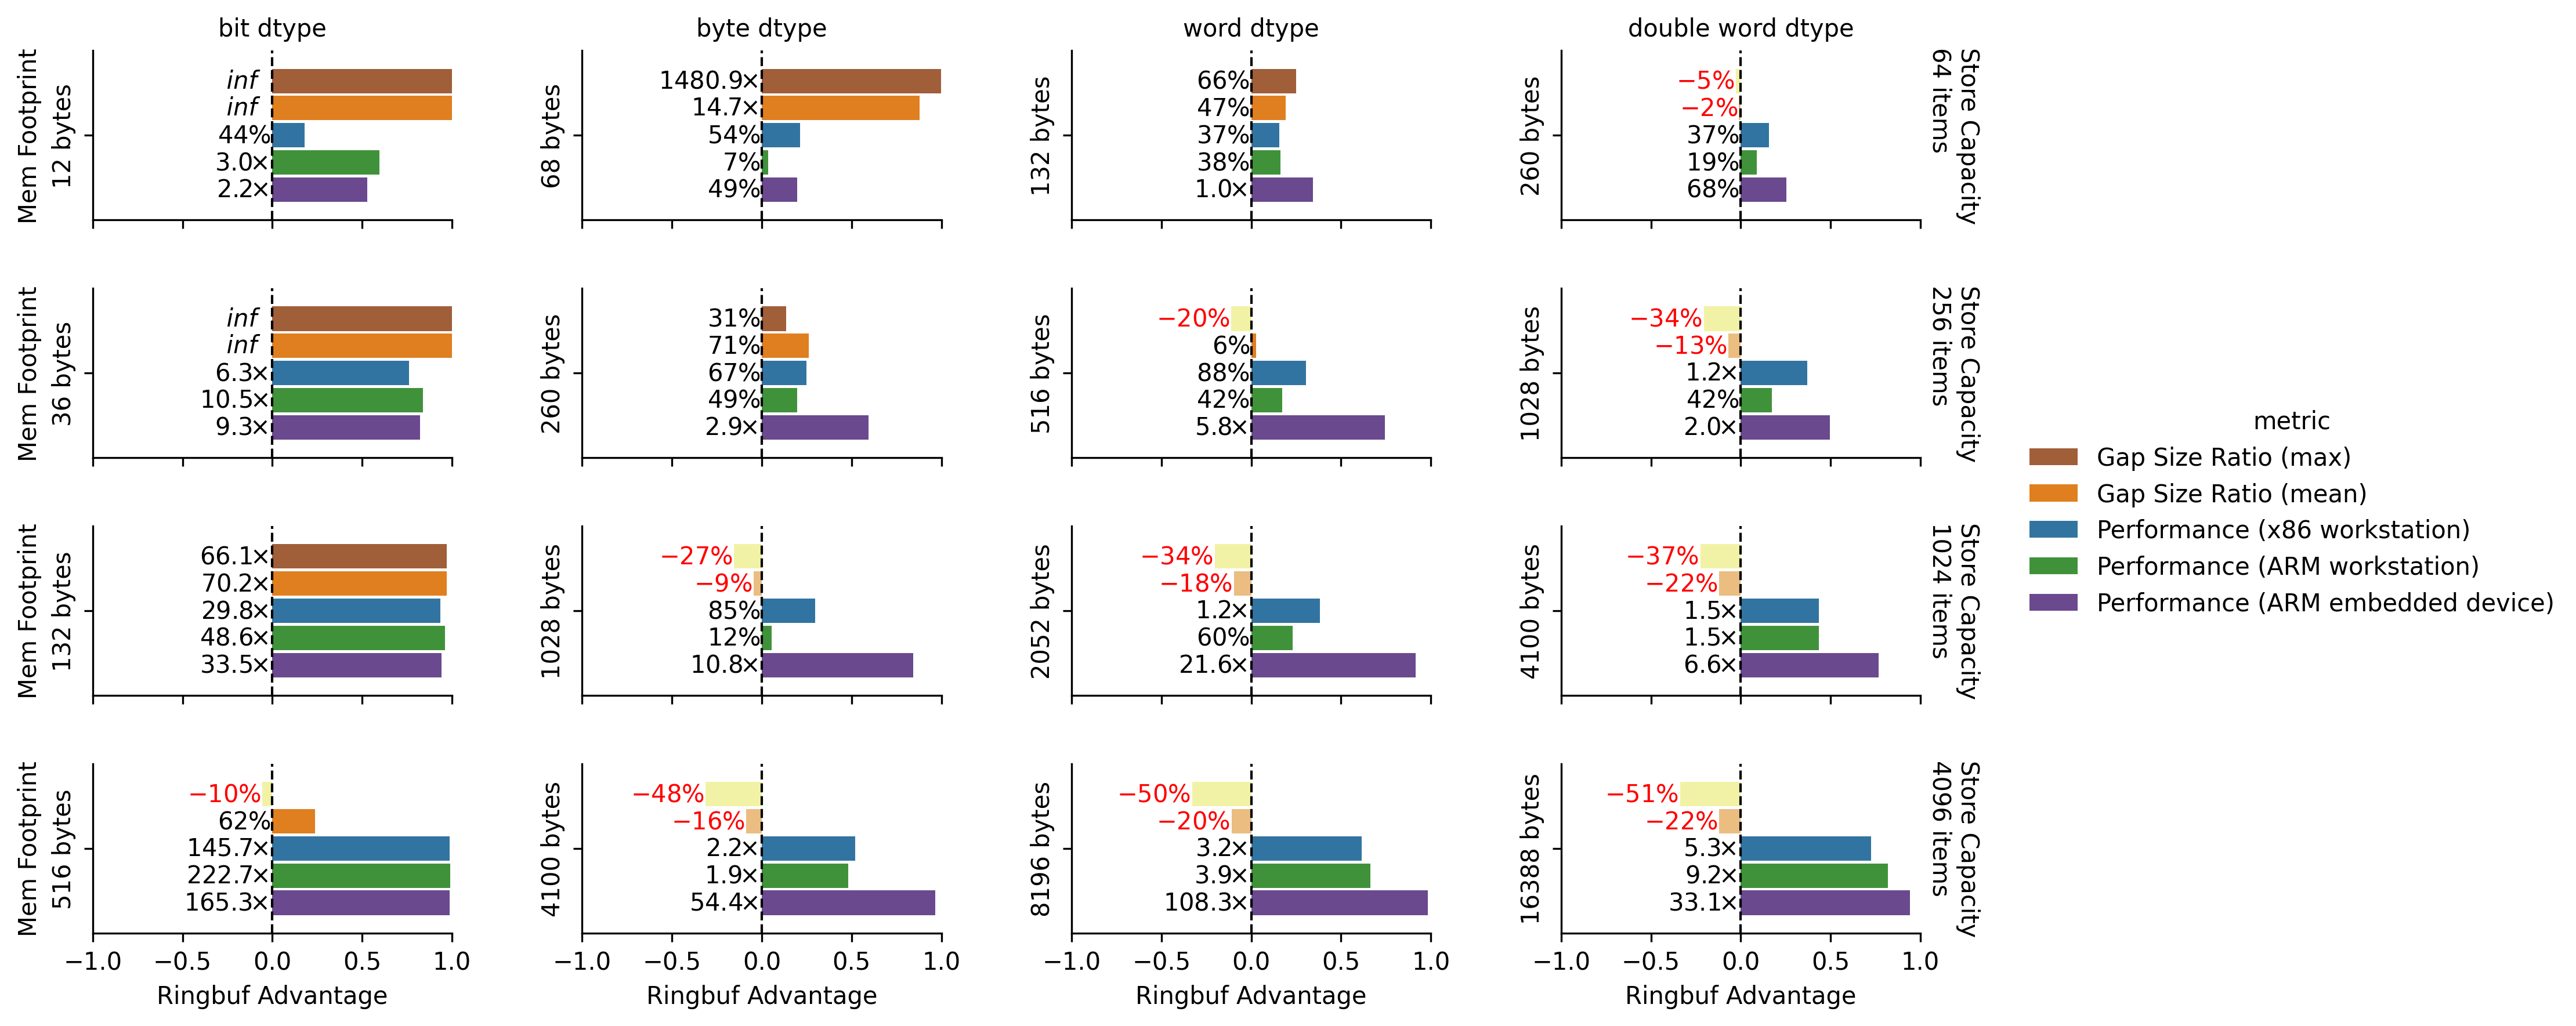 bit dtype
byte dtype
word dtype
double word dtype
Mem Footprint
12 bytes
inf
inf
44%
3.0×
2.2×
68 bytes
1480.9×
14.7×
54%
7%
49%
132 bytes
66%
47%
37%
38%
1.0×
260 bytes
−5%
−2%
37%
19%
68%
Store Capacity
64 items
Mem Footprint
36 bytes
inf
inf
6.3×
10.5×
9.3×
260 bytes
31%
71%
67%
49%
2.9×
516 bytes
−20%
6%
88%
42%
5.8×
1028 bytes
−34%
−13%
1.2×
42%
2.0×
Store Capacity
256 items
Mem Footprint
132 bytes
66.1×
70.2×
29.8×
48.6×
33.5×
1028 bytes
−27%
−9%
85%
12%
10.8×
2052 bytes
−34%
−18%
1.2×
60%
21.6×
4100 bytes
−37%
−22%
1.5×
1.5×
6.6×
Store Capacity
1024 items
Mem Footprint
516 bytes
−10%
62%
145.7×
222.7×
165.3×
4100 bytes
−48%
−16%
2.2×
1.9×
54.4×
8196 bytes
−50%
−20%
3.2×
3.9×
108.3×
16388 bytes
−51%
−22%
5.3×
9.2×
33.1×
Store Capacity
4096 items
−1.0 −0.5 0.0 0.5 1.0
Ringbuf Advantage
−1.0 −0.5 0.0 0.5 1.0
Ringbuf Advantage
−1.0 −0.5 0.0 0.5 1.0
Ringbuf Advantage
−1.0 −0.5 0.0 0.5 1.0
Ringbuf Advantage
metric
Gap Size Ratio (max)
Gap Size Ratio (mean)
Performance (x86 workstation)
Performance (ARM workstation)
Performance (ARM embedded device)